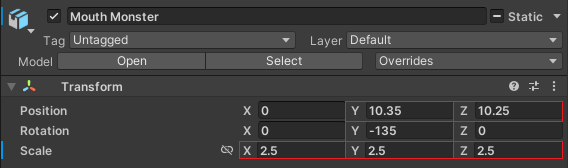 Mouth Monster Static
Tag Untagged Layer Default
Model Open Select Overrides
Transform
Position X 0 Y 10.35 Z 10.25
Rotation X 0 Y -135 Z 0
Scale X 2.5 Y 2.5 Z 2.5